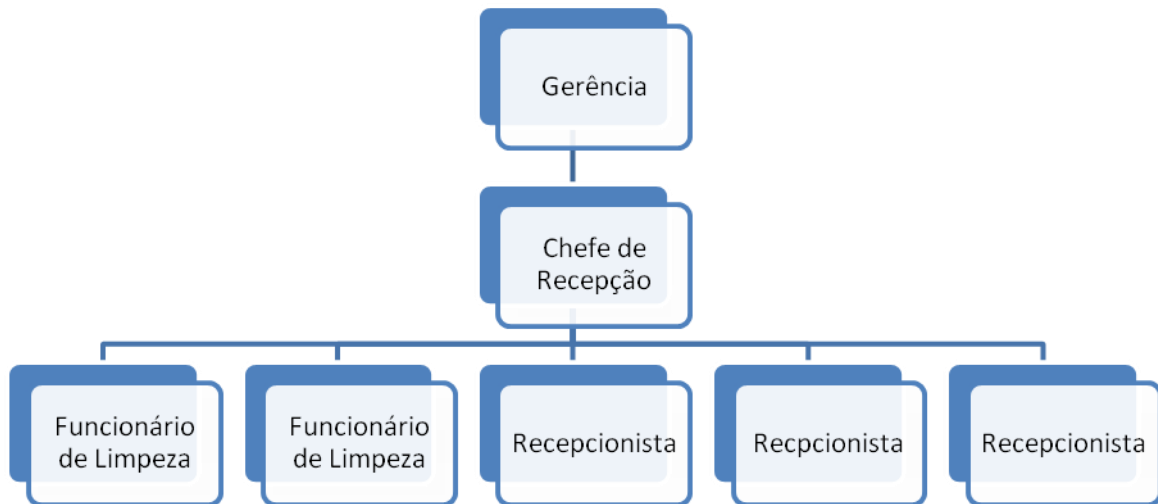 Gerência
Chefe de
Recepção
Funcionário
de Limpeza
Funcionário
de Limpeza
Recepcionista
Recpcionista
Recepcionista